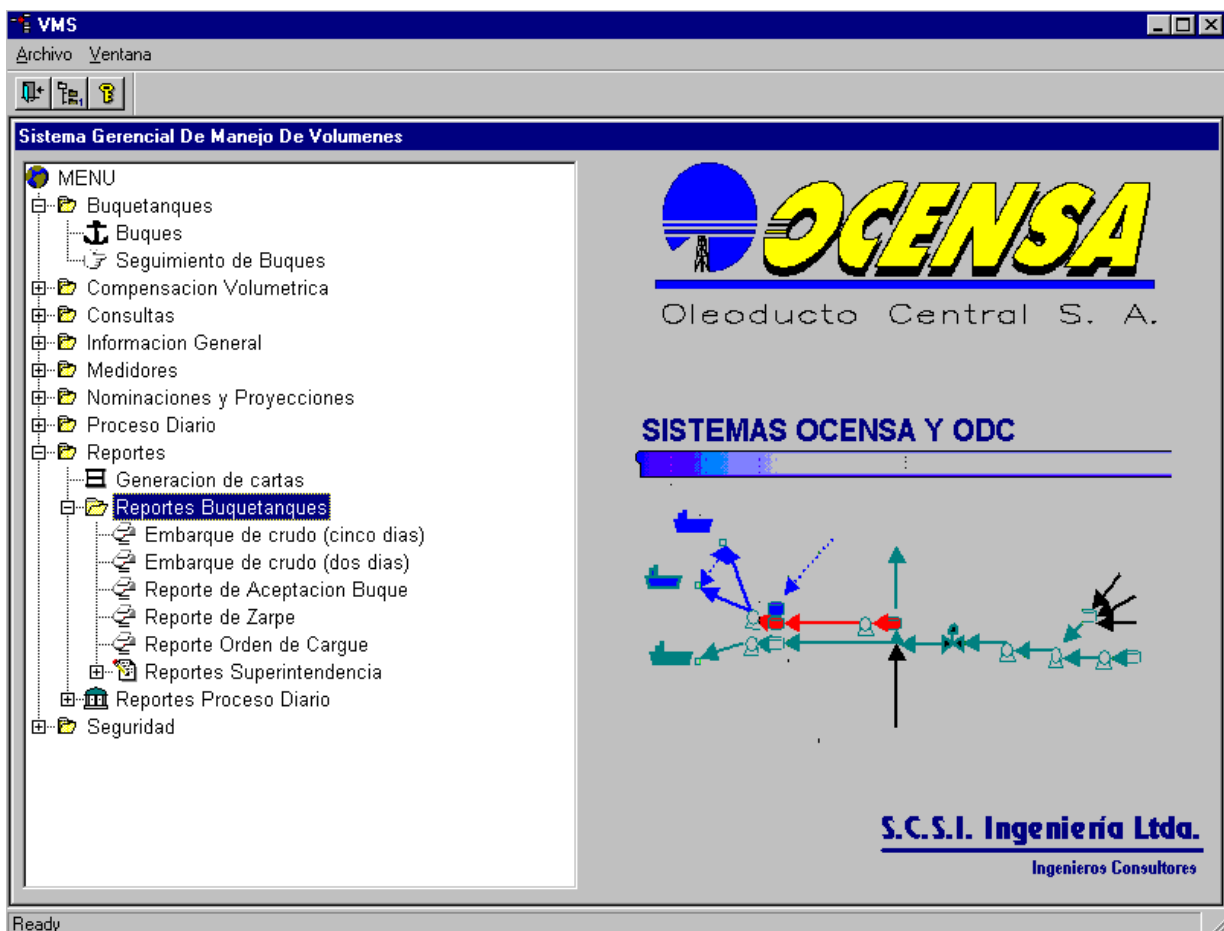 VMS
Archivo Ventana
Sistema Gerencial De Manejo De Volumenes
MENU
Buquetanques
Buques
Seguimiento de Buques
Compensacion Volumetrica
Consultas
Informacion General
Medidores
Nominaciones y Proyecciones
Proceso Diario
Reportes
Generacion de cartas
Reportes Buquetanques
Embarque de crudo (cinco dias)
Embarque de crudo (dos dias)
Reporte de Aceptacion Buque
Reporte de Zarpe
Reporte Orden de Cargue
Reportes Superintendencia
Reportes Proceso Diario
Seguridad
OCENSA
Oleoducto Central S. A.
SISTEMAS OCENSA Y ODC
S.C.S.I. Ingeniería Ltda.
Ingenieros Consultores
Ready